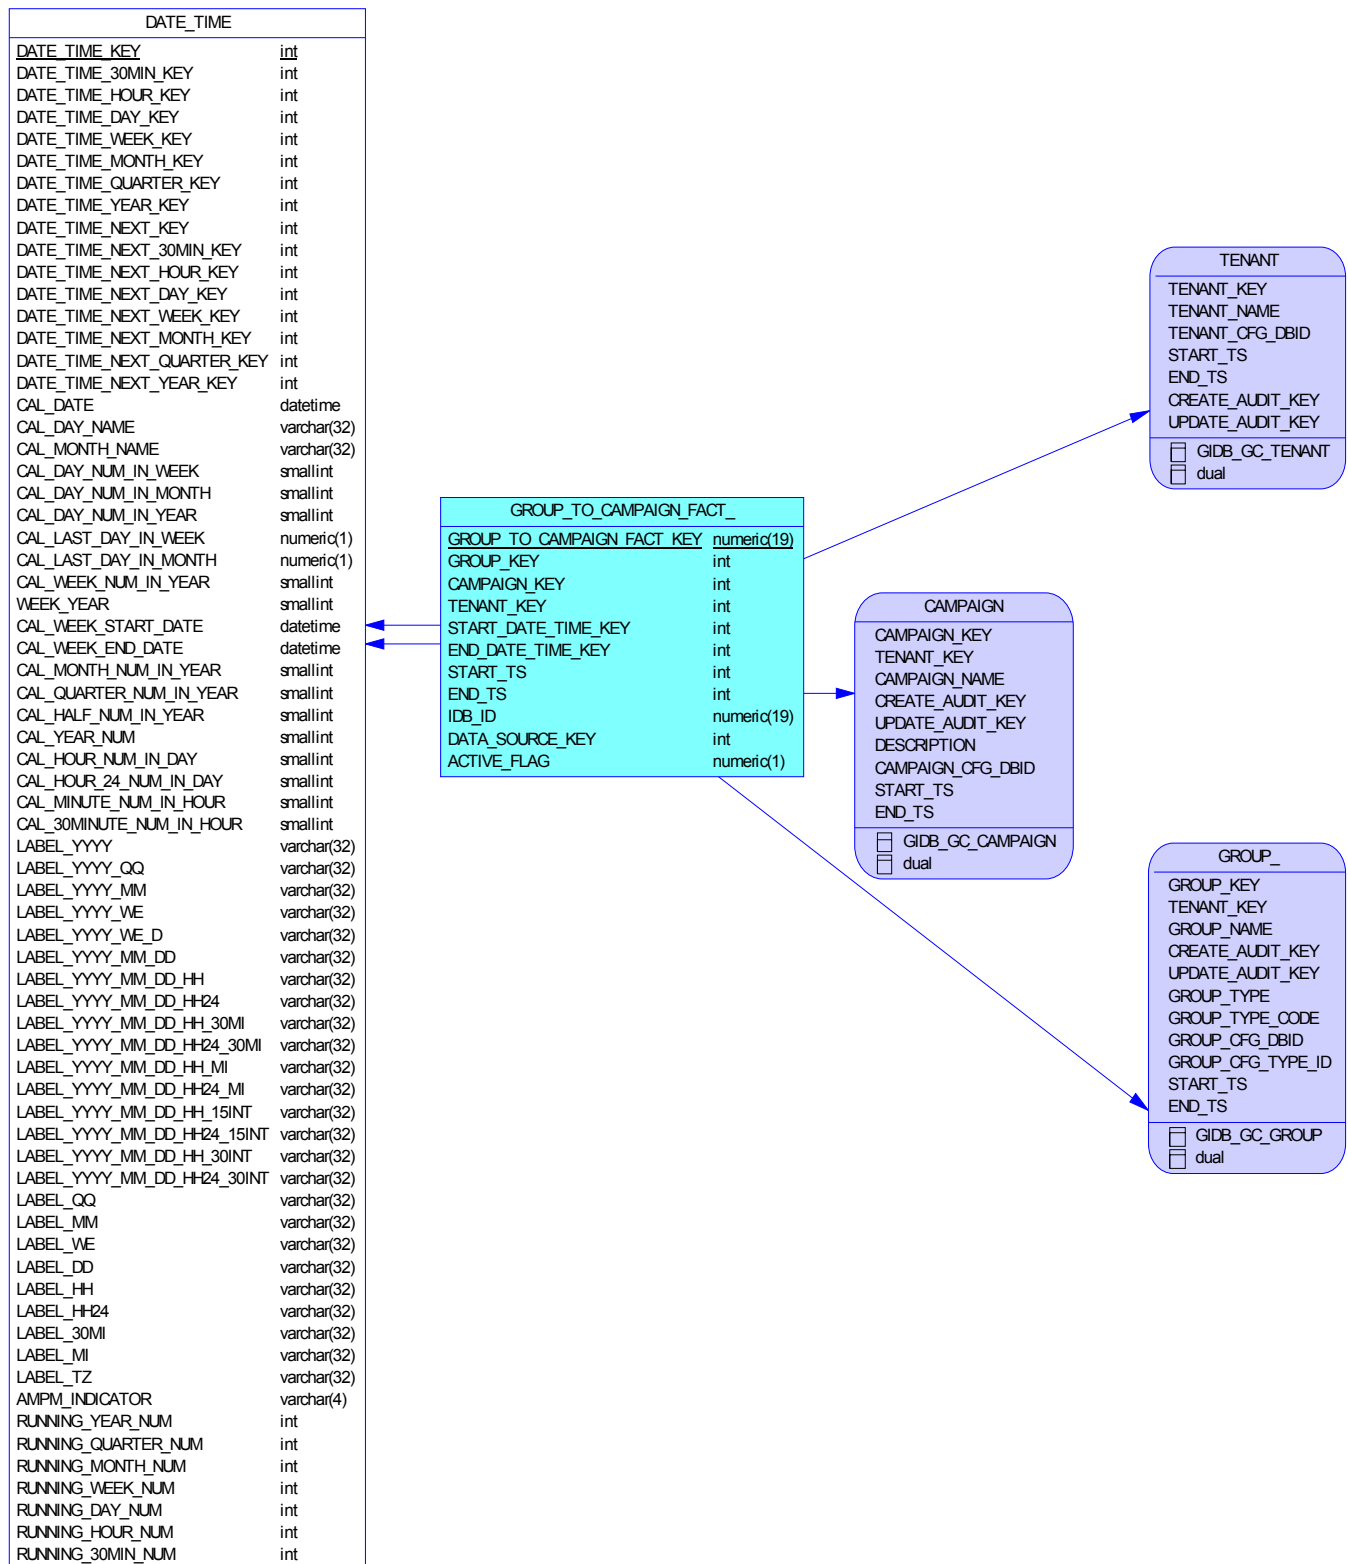 DATE_TIME
DATE_TIME_KEY int
DATE_TIME_30MIN_KEY int
DATE_TIME_HOUR_KEY int
DATE_TIME_DAY_KEY int
DATE_TIME_WEEK_KEY int
DATE_TIME_MONTH_KEY int
DATE_TIME_QUARTER_KEY int
DATE_TIME_YEAR_KEY int
DATE_TIME_NEXT_KEY int
DATE_TIME_NEXT_30MIN_KEY int
DATE_TIME_NEXT_HOUR_KEY int
DATE_TIME_NEXT_DAY_KEY int
DATE_TIME_NEXT_WEEK_KEY int
DATE_TIME_NEXT_MONTH_KEY int
DATE_TIME_NEXT_QUARTER_KEY int
DATE_TIME_NEXT_YEAR_KEY int
CAL_DATE datetime
CAL_DAY_NAME varchar(32)
CAL_MONTH_NAME varchar(32)
CAL_DAY_NUM_IN_WEEK smallint
CAL_DAY_NUM_IN_MONTH smallint
CAL_DAY_NUM_IN_YEAR smallint
CAL_LAST_DAY_IN_WEEK numeric(1)
CAL_LAST_DAY_IN_MONTH numeric(1)
CAL_WEEK_NUM_IN_YEAR smallint
WEEK_YEAR smallint
CAL_WEEK_START_DATE datetime
CAL_WEEK_END_DATE datetime
CAL_MONTH_NUM_IN_YEAR smallint
CAL_QUARTER_NUM_IN_YEAR smallint
CAL_HALF_NUM_IN_YEAR smallint
CAL_YEAR_NUM smallint
CAL_HOUR_NUM_IN_DAY smallint
CAL_HOUR_24_NUM_IN_DAY smallint
CAL_MINUTE_NUM_IN_HOUR smallint
CAL_30MINUTE_NUM_IN_HOUR smallint
LABEL_YYYY varchar(32)
LABEL_YYYY_QQ varchar(32)
LABEL_YYYY_MM varchar(32)
LABEL_YYYY_WE varchar(32)
LABEL_YYYY_WE_D varchar(32)
LABEL_YYYY_MM_DD varchar(32)
LABEL_YYYY_MM_DD_HH varchar(32)
LABEL_YYYY_MM_DD_HH24 varchar(32)
LABEL_YYYY_MM_DD_HH_30MI varchar(32)
LABEL_YYYY_MM_DD_HH24_30MI varchar(32)
LABEL_YYYY_MM_DD_HH_MI varchar(32)
LABEL_YYYY_MM_DD_HH24_MI varchar(32)
LABEL_YYYY_MM_DD_HH_15INT varchar(32)
LABEL_YYYY_MM_DD_HH24_15INT varchar(32)
LABEL_YYYY_MM_DD_HH_30INT varchar(32)
LABEL_YYYY_MM_DD_HH24_30INT varchar(32)
LABEL_QQ varchar(32)
LABEL_MM varchar(32)
LABEL_WE varchar(32)
LABEL_DD varchar(32)
LABEL_HH varchar(32)
LABEL_HH24 varchar(32)
LABEL_30MI varchar(32)
LABEL_MI varchar(32)
LABEL_TZ varchar(32)
AMPM_INDICATOR varchar(4)
RUNNING_YEAR_NUM int
RUNNING_QUARTER_NUM int
RUNNING_MONTH_NUM int
RUNNING_WEEK_NUM int
RUNNING_DAY_NUM int
RUNNING_HOUR_NUM int
RUNNING_30MIN_NUM int
GROUP_TO_CAMPAIGN_FACT_
GROUP_TO_CAMPAIGN_FACT_KEY numeric(19)
GROUP_KEY int
CAMPAIGN_KEY int
TENANT_KEY int
START_DATE_TIME_KEY int
END_DATE_TIME_KEY int
START_TS int
END_TS int
IDB_ID numeric(19)
DATA_SOURCE_KEY int
ACTIVE_FLAG numeric(1)
TENANT
TENANT_KEY
TENANT_NAME
TENANT_CFG_DBID
START_TS
END_TS
CREATE_AUDIT_KEY
UPDATE_AUDIT_KEY
GIDB_GC_TENANT
dual
CAMPAIGN
CAMPAIGN_KEY
TENANT_KEY
CAMPAIGN_NAME
CREATE_AUDIT_KEY
UPDATE_AUDIT_KEY
DESCRIPTION
CAMPAIGN_CFG_DBID
START_TS
END_TS
GIDB_GC_CAMPAIGN
dual
GROUP_
GROUP_KEY
TENANT_KEY
GROUP_NAME
CREATE_AUDIT_KEY
UPDATE_AUDIT_KEY
GROUP_TYPE
GROUP_TYPE_CODE
GROUP_CFG_DBID
GROUP_CFG_TYPE_ID
START_TS
END_TS
GIDB_GC_GROUP
dual